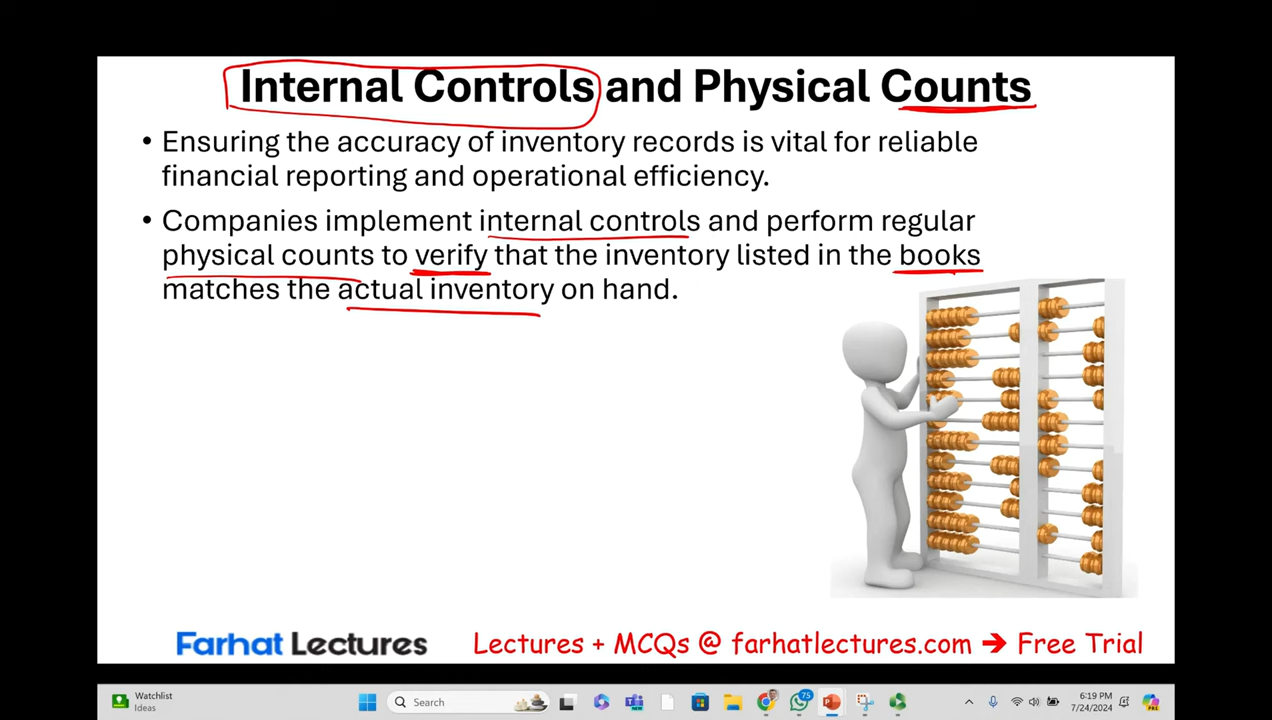 Internal Controls and Physical Counts
• Ensuring the accuracy of inventory records is vital for reliable
financial reporting and operational efficiency.
• Companies implement internal controls and perform regular
physical counts to verify that the inventory listed in the books
matches the actual inventory on hand.
Farhat Lectures
Lectures + MCQs @ farhatlectures.com ➔ Free Trial
Watchlist
Ideas
Search
75
6:19 PM
7/24/2024